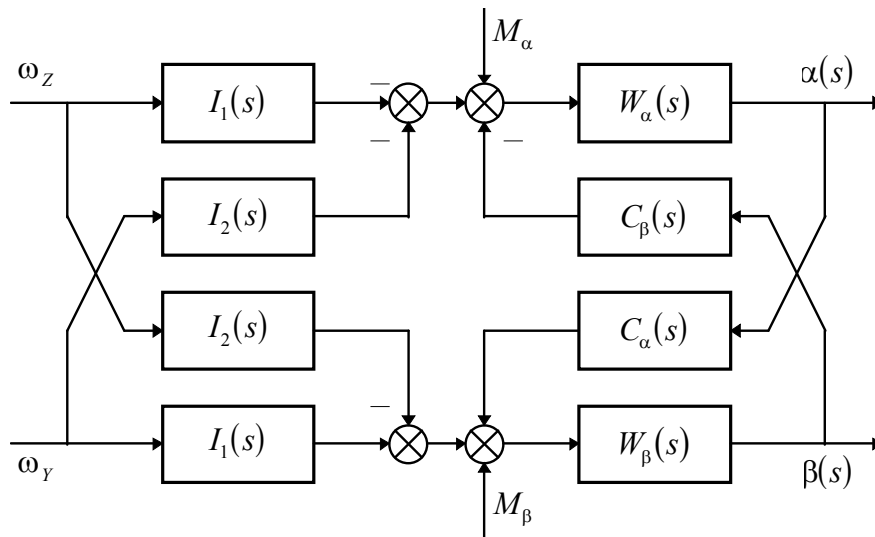 M_α
ω_Z
I_1(s)
−
W_α(s)
α(s)
−
−
I_2(s)
C_β(s)
I_2(s)
C_α(s)
−
I_1(s)
W_β(s)
ω_Y
β(s)
M_β